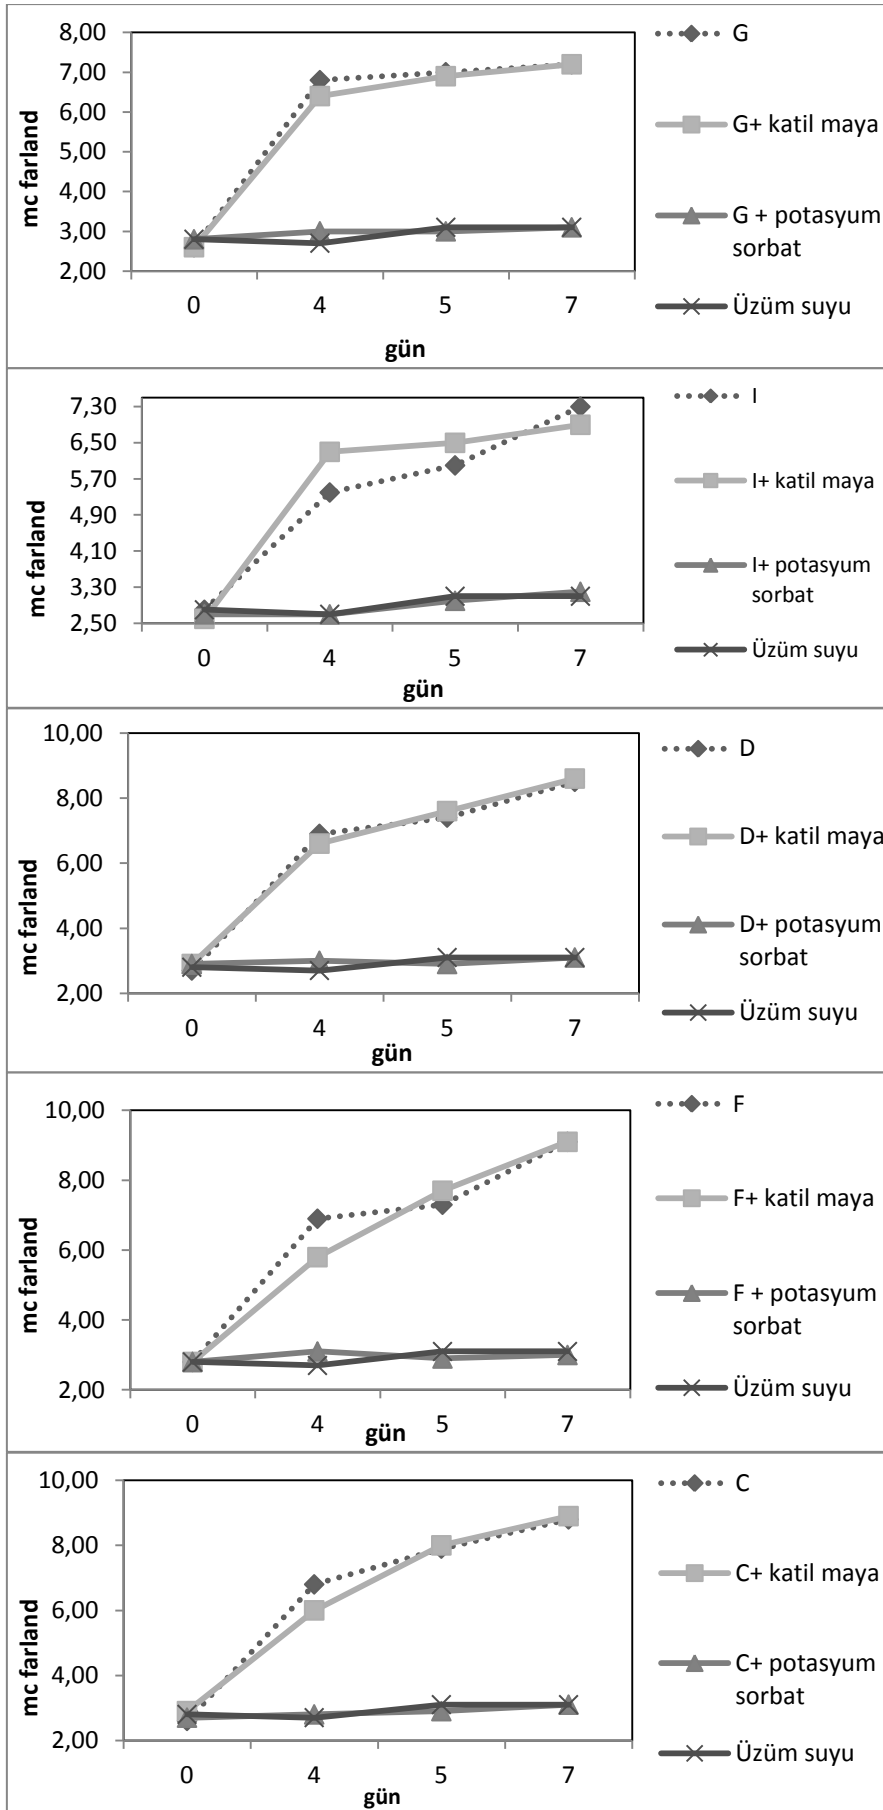 8,00
7,00
6,00
5,00
4,00
3,00
2,00
mc farland
0 4 5 7
gün
G
G+ katil maya
G + potasyum
sorbat
Üzüm suyu
7,30
6,50
5,70
4,90
4,10
3,30
2,50
mc farland
0 4 5 7
gün
I
I+ katil maya
I+ potasyum
sorbat
Üzüm suyu
10,00
8,00
6,00
4,00
2,00
mc farland
0 4 5 7
gün
D
D+ katil maya
D+ potasyum
sorbat
Üzüm suyu
10,00
8,00
6,00
4,00
2,00
mc farland
0 4 5 7
gün
F
F+ katil maya
F + potasyum
sorbat
Üzüm suyu
10,00
8,00
6,00
4,00
2,00
mc farland
0 4 5 7
gün
C
C+ katil maya
C+ potasyum
sorbat
Üzüm suyu